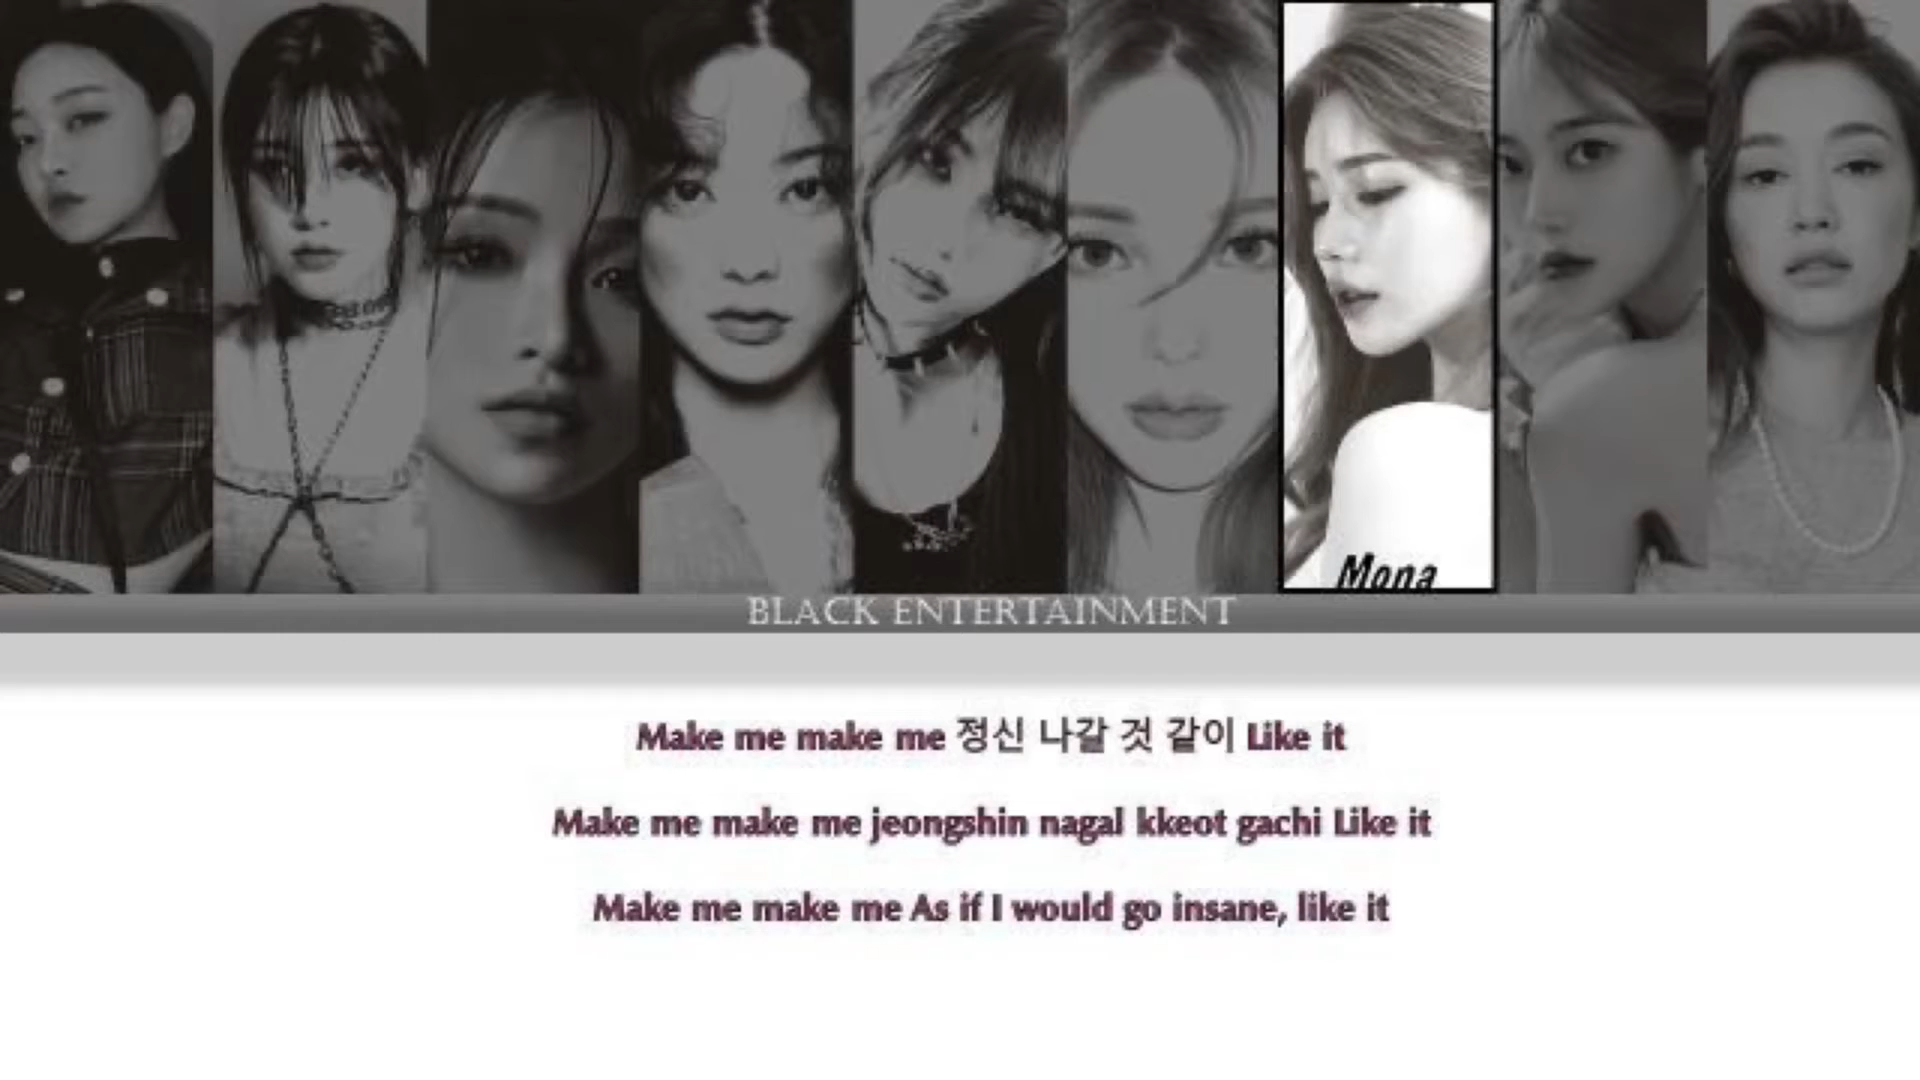 Mona
BLACK ENTERTAINMENT
Make me make me 정신 나갈 것 같이 Like it
Make me make me jeongshin nagal kkeot gachi Like it
Make me make me As if I would go insane, like it